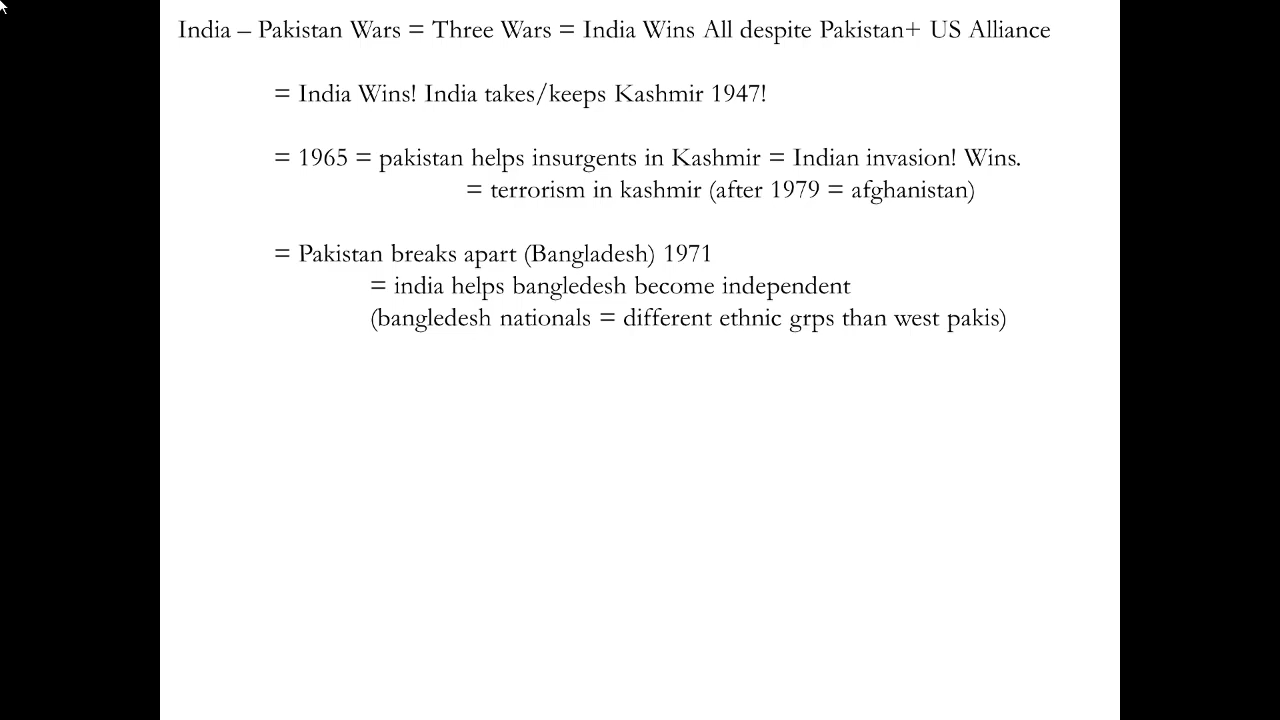 India – Pakistan Wars = Three Wars = India Wins All despite Pakistan+ US Alliance
= India Wins! India takes/keeps Kashmir 1947!
= 1965 = pakistan helps insurgents in Kashmir = Indian invasion! Wins.
= terrorism in kashmir (after 1979 = afghanistan)
= Pakistan breaks apart (Bangladesh) 1971
= india helps bangledesh become independent
(bangledesh nationals = different ethnic grps than west pakis)